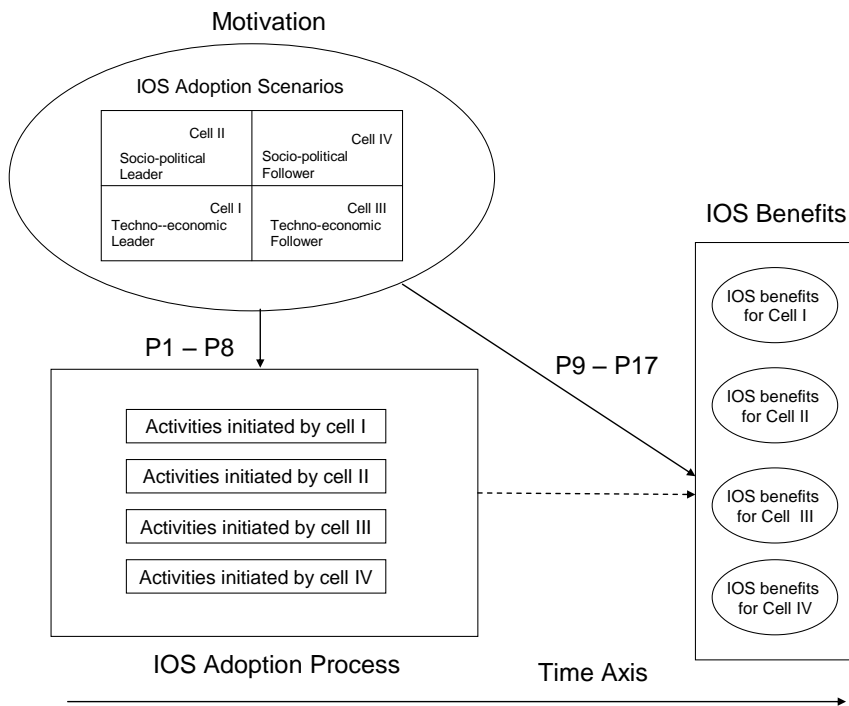 Motivation
IOS Adoption Scenarios
Cell II
Socio-political
Leader
Cell IV
Socio-political
Follower
Cell I
Techno--economic
Leader
Cell III
Techno-economic
Follower
IOS Benefits
IOS benefits
for Cell I
IOS benefits
for Cell II
IOS benefits
for Cell III
IOS benefits
for Cell IV
P1 – P8
P9 – P17
Activities initiated by cell I
Activities initiated by cell II
Activities initiated by cell III
Activities initiated by cell IV
IOS Adoption Process
Time Axis